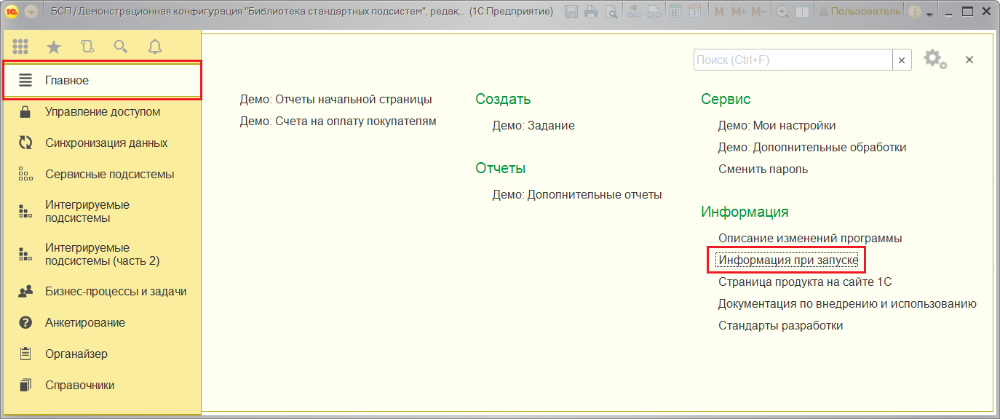 1С
БСП / Демонстрационная конфигурация "Библиотека стандартных подсистем", редак... (1С:Предприятие)
31
M M+ M-
Пользователь
Главное
Управление доступом
Синхронизация данных
Сервисные подсистемы
Интегрируемые
подсистемы
Интегрируемые
подсистемы (часть 2)
Бизнес-процессы и задачи
Анкетирование
Органайзер
Справочники
Поиск (Ctrl+F)
Демо: Отчеты начальной страницы
Демо: Счета на оплату покупателям
Создать
Демо: Задание
Отчеты
Демо: Дополнительные отчеты
Сервис
Демо: Мои настройки
Демо: Дополнительные обработки
Сменить пароль
Информация
Описание изменений программы
Информация при запуске
Страница продукта на сайте 1С
Документация по внедрению и использованию
Стандарты разработки